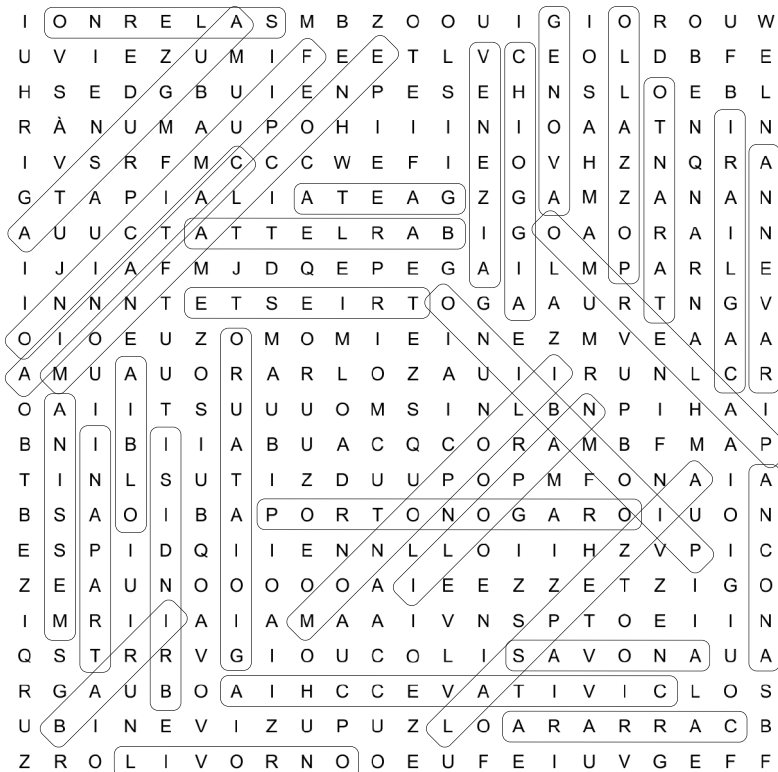 I O N R E L A S M B Z O O U I G I O R O U W
U V I E Z U M I F E E T L V C E O L D B F E
H S E D G B U I E N P E S E H N S L O E B L
R À N U M A U P O H I I I N I O A A T N I N
I V S R F M C C C W E F I E O V H Z N Q R A
G T A P I A L I A T E A G Z G A M Z A N A N
A U U C T A T T E L R A B I G O A O R A I N
I J I A F M J D Q E P E G A I L M P A R L E
I N N N T E T S E I R T O G A A U R T N G V
O I O E U Z O M O M I E I N E Z M V E A A A
A M U A U O R A R L O Z A U I I R U N L C R
O A I I T S U U U O M S I N L B N P I H A I
B N I B I I A B U A C Q C O R A M B F M A P
T I N L S U T I Z D U U P O P M F O N A I A
B S A O I B A P O R T O N O G A R O I U O N
E S P I D Q I I E N N L L O I I H Z V P I C
Z E A U N O O O O O A I E E Z Z E T Z I G O
I M R I I A I A M A A I V N S P T O E I I N
Q S T R R V G I O U C O L I S A V O N A U A
R G A U B O A I H C C E V A T I V I C L O S
U B I N E V I Z U P U Z L O A R A R R A C B
Z R O L I V O R N O O E U F E I U V G E F F